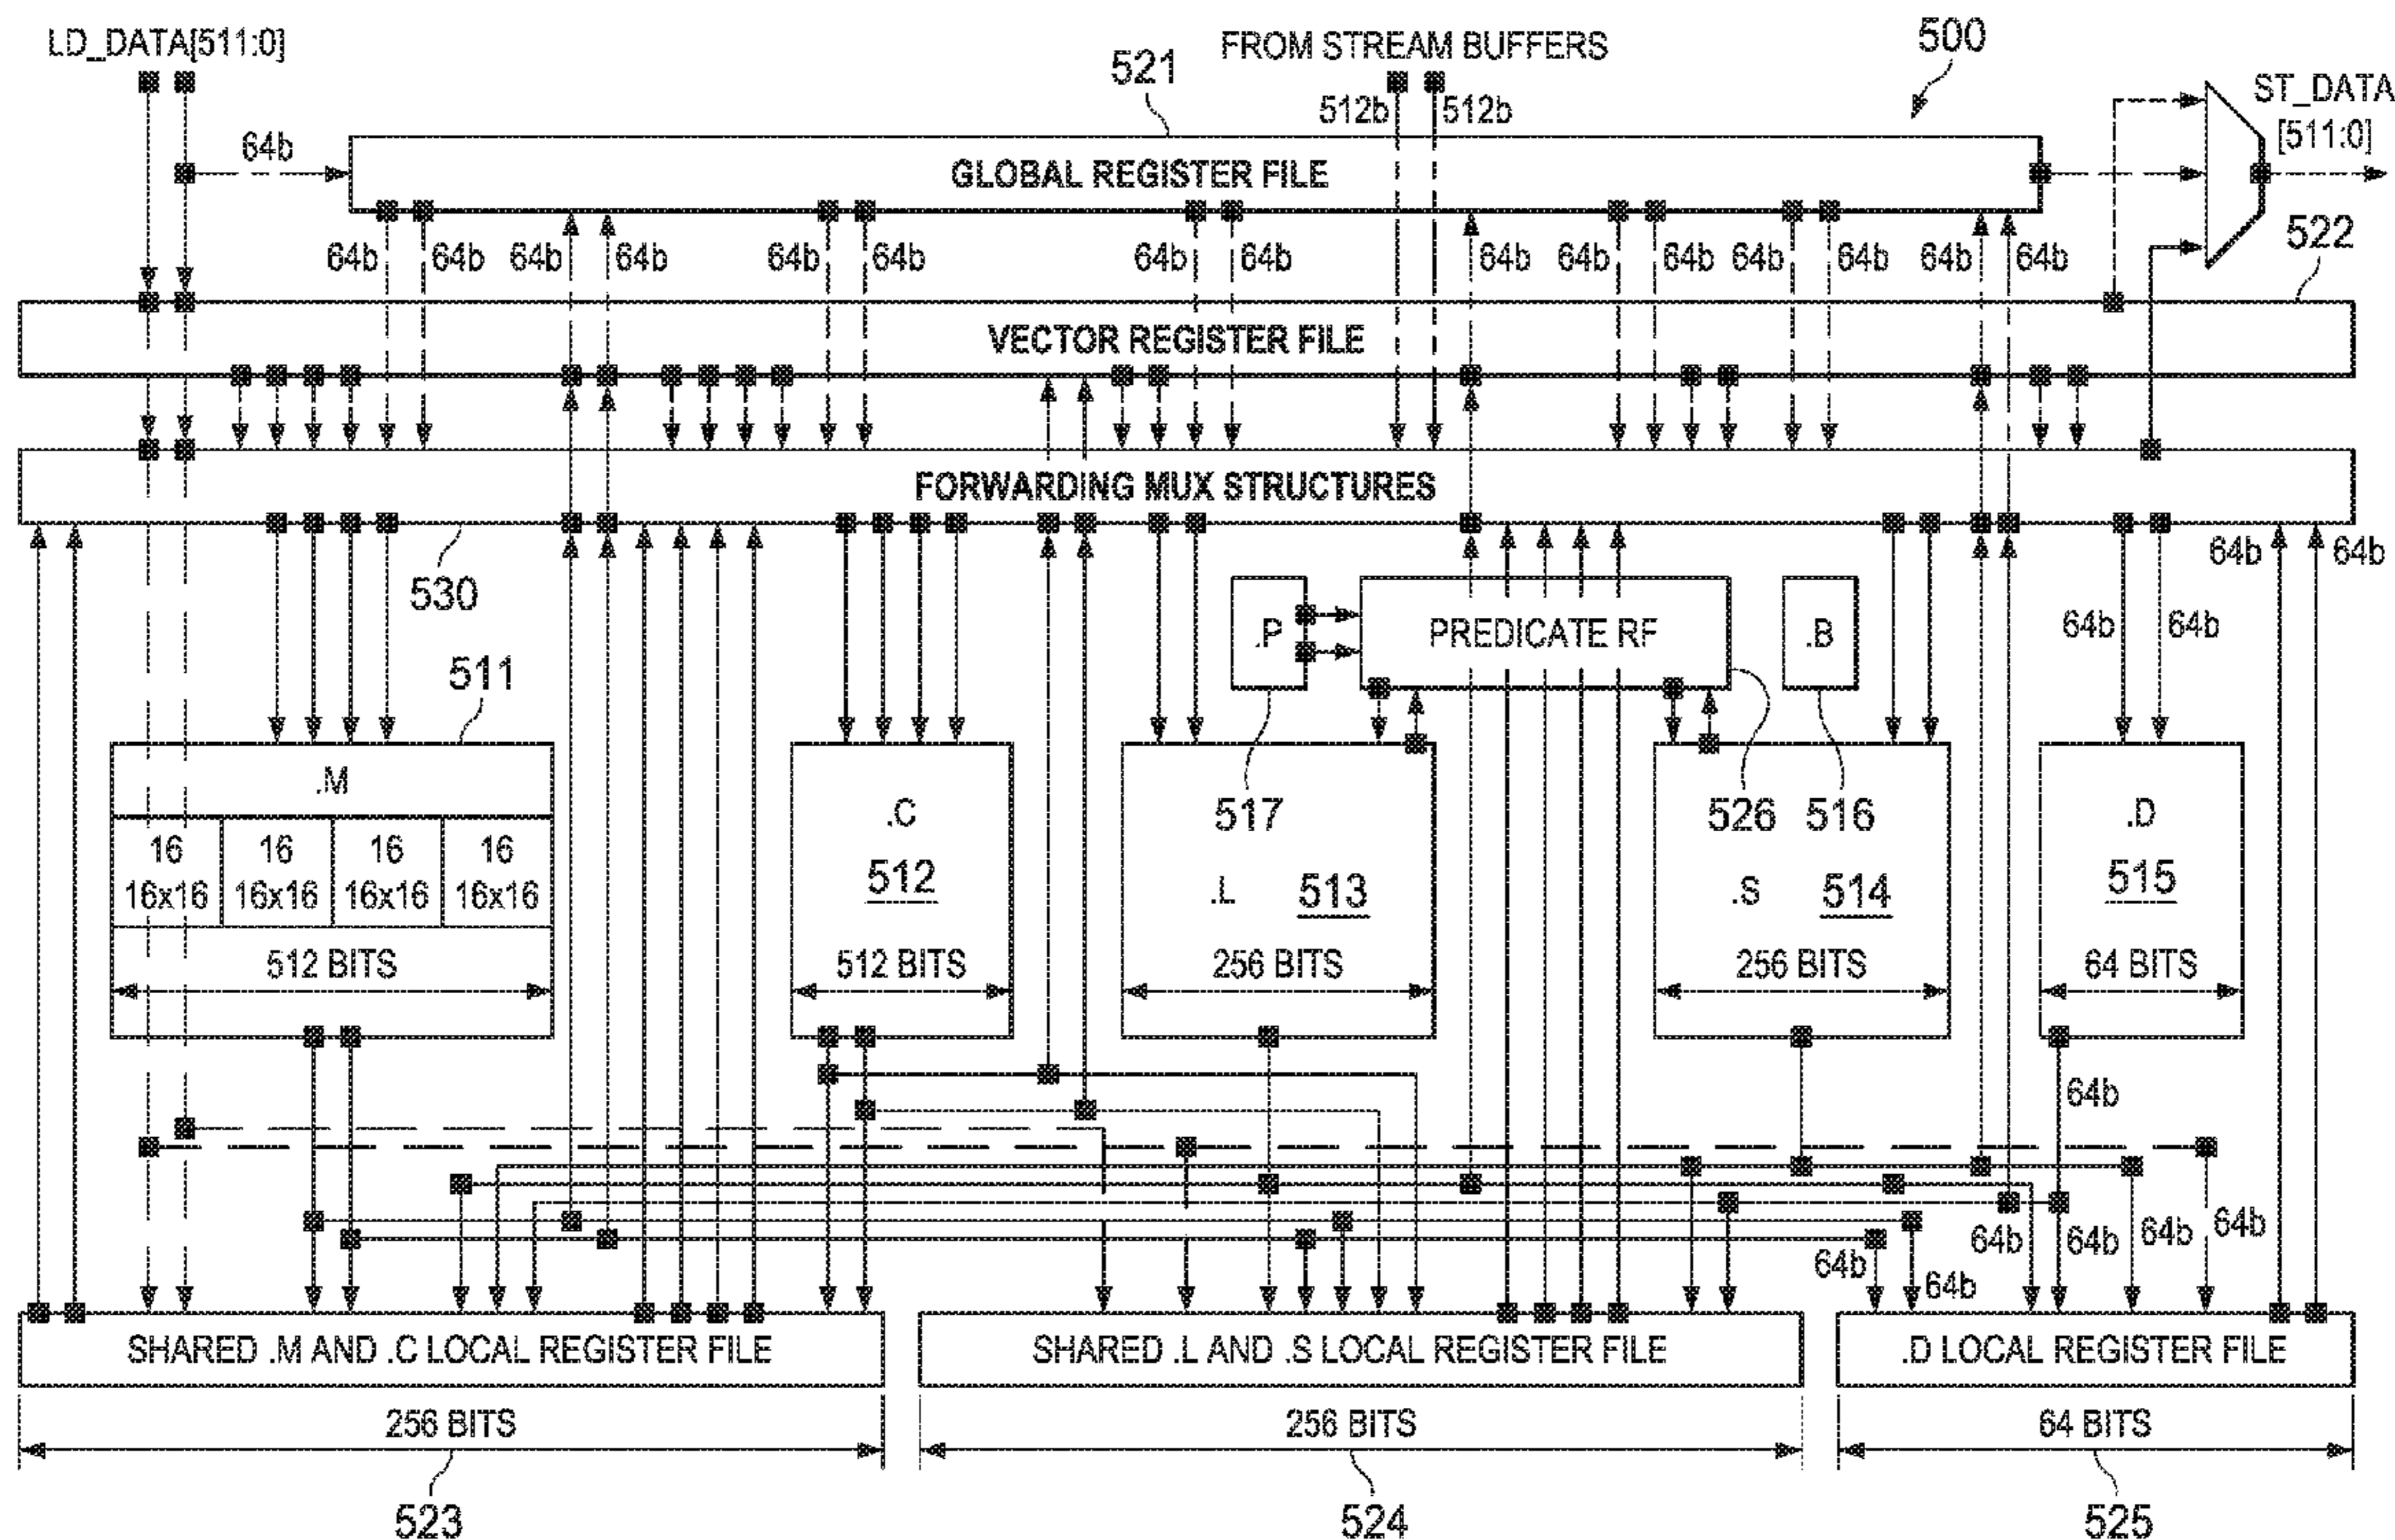 LD_DATA[511:0]
FROM STREAM BUFFERS
500
521
ST_DATA
[511:0]
512b 512b
64b
GLOBAL REGISTER FILE
522
64b 64b 64b 64b 64b 64b 64b 64b 64b 64b 64b 64b 64b 64b 64b
VECTOR REGISTER FILE
FORWARDING MUX STRUCTURES
64b 64b
530
.P
PREDICATE RF
.B
64b 64b
511
.M
517
526
516
16 16 16 16
16x16 16x16 16x16 16x16
.C
512
.L 513
.S 514
.D
515
512 BITS
512 BITS
256 BITS
256 BITS
64 BITS
64b
64b 64b 64b 64b
64b 64b
SHARED .M AND .C LOCAL REGISTER FILE
SHARED .L AND .S LOCAL REGISTER FILE
.D LOCAL REGISTER FILE
256 BITS
256 BITS
64 BITS
523
524
525